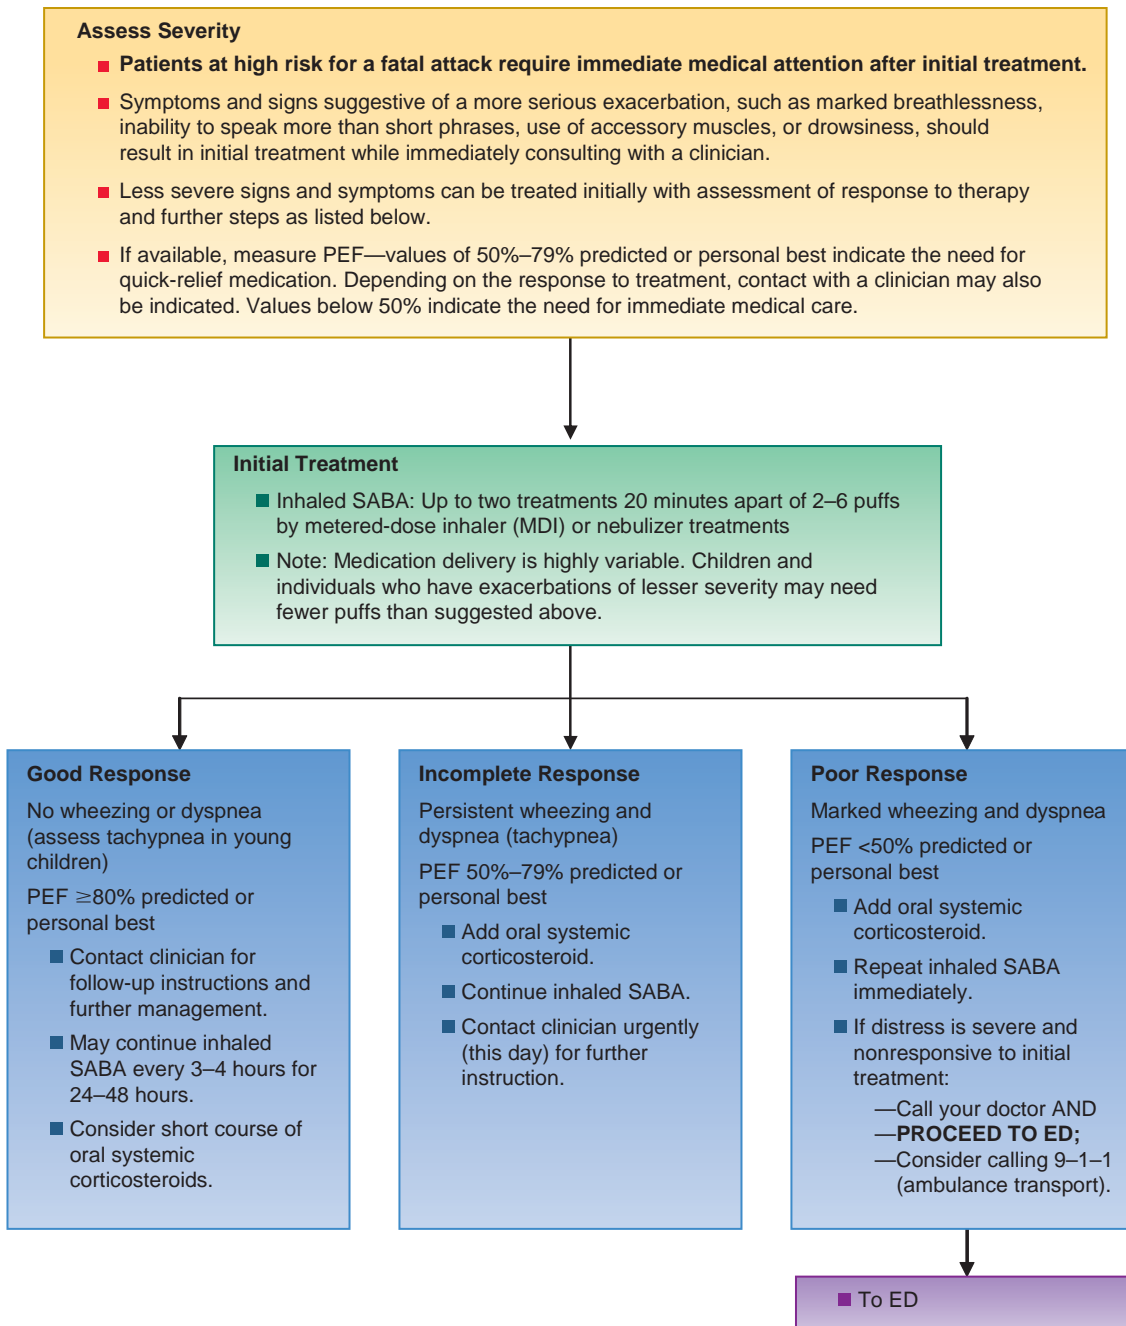 Assess Severity
■ Patients at high risk for a fatal attack require immediate medical attention after initial treatment.
■ Symptoms and signs suggestive of a more serious exacerbation, such as marked breathlessness,
inability to speak more than short phrases, use of accessory muscles, or drowsiness, should
result in initial treatment while immediately consulting with a clinician.
■ Less severe signs and symptoms can be treated initially with assessment of response to therapy
and further steps as listed below.
■ If available, measure PEF—values of 50%–79% predicted or personal best indicate the need for
quick-relief medication. Depending on the response to treatment, contact with a clinician may also
be indicated. Values below 50% indicate the need for immediate medical care.
Initial Treatment
■ Inhaled SABA: Up to two treatments 20 minutes apart of 2–6 puffs
by metered-dose inhaler (MDI) or nebulizer treatments
■ Note: Medication delivery is highly variable. Children and
individuals who have exacerbations of lesser severity may need
fewer puffs than suggested above.
Good Response
No wheezing or dyspnea
(assess tachypnea in young
children)
PEF ≥80% predicted or
personal best
■ Contact clinician for
follow-up instructions and
further management.
■ May continue inhaled
SABA every 3–4 hours for
24–48 hours.
■ Consider short course of
oral systemic
corticosteroids.
Incomplete Response
Persistent wheezing and
dyspnea (tachypnea)
PEF 50%–79% predicted or
personal best
■ Add oral systemic
corticosteroid.
■ Continue inhaled SABA.
■ Contact clinician urgently
(this day) for further
instruction.
Poor Response
Marked wheezing and dyspnea
PEF <50% predicted or
personal best
■ Add oral systemic
corticosteroid.
■ Repeat inhaled SABA
immediately.
■ If distress is severe and
nonresponsive to initial
treatment:
—Call your doctor AND
—PROCEED TO ED;
—Consider calling 9–1–1
(ambulance transport).
■ To ED